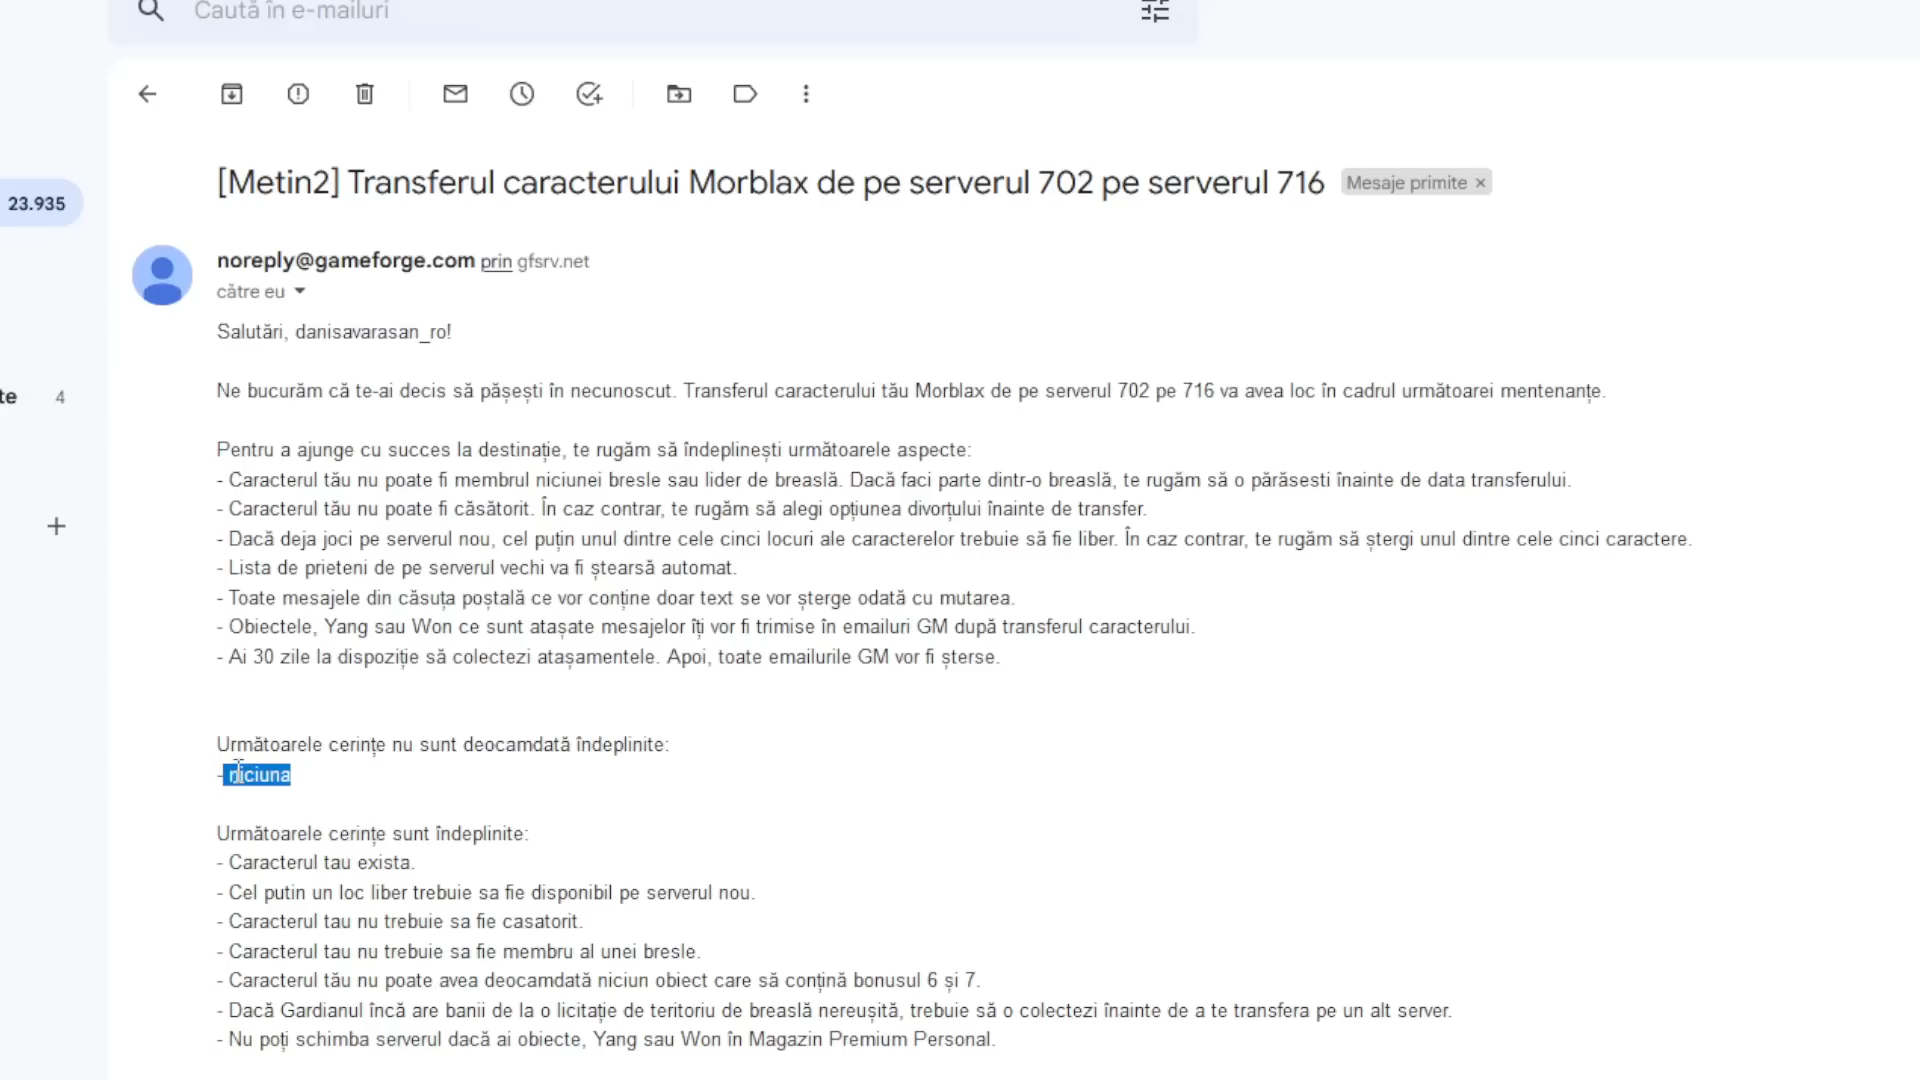 Caută în e-mailuri
[Metin2] Transferul caracterului Morblax de pe serverul 702 pe serverul 716 Mesaje primite ×
23.935
noreply@gameforge.com prin gfsrv.net
către eu
Salutări, danisavarasan_ro!
Ne bucurăm că te-ai decis să pășești în necunoscut. Transferul caracterului tău Morblax de pe serverul 702 pe 716 va avea loc în cadrul următoarei mentenanțe.
te 4
Pentru a ajunge cu succes la destinație, te rugăm să îndeplinești următoarele aspecte:
- Caracterul tău nu poate fi membrul niciunei bresle sau lider de breaslă. Dacă faci parte dintr-o breaslă, te rugăm să o părăsesti înainte de data transferului.
- Caracterul tău nu poate fi căsătorit. În caz contrar, te rugăm să alegi opțiunea divorțului înainte de transfer.
- Dacă deja joci pe serverul nou, cel puțin unul dintre cele cinci locuri ale caracterelor trebuie să fie liber. În caz contrar, te rugăm să ștergi unul dintre cele cinci caractere.
- Lista de prieteni de pe serverul vechi va fi ștearsă automat.
- Toate mesajele din căsuța poștală ce vor conține doar text se vor șterge odată cu mutarea.
- Obiectele, Yang sau Won ce sunt atașate mesajelor îți vor fi trimise în emailuri GM după transferul caracterului.
- Ai 30 zile la dispoziție să colectezi atașamentele. Apoi, toate emailurile GM vor fi șterse.
Următoarele cerințe nu sunt deocamdată îndeplinite:
- niciuna
Următoarele cerințe sunt îndeplinite:
- Caracterul tau exista.
- Cel putin un loc liber trebuie sa fie disponibil pe serverul nou.
- Caracterul tau nu trebuie sa fie casatorit.
- Caracterul tau nu trebuie sa fie membru al unei bresle.
- Caracterul tău nu poate avea deocamdată niciun obiect care să conțină bonusul 6 și 7.
- Dacă Gardianul încă are banii de la o licitație de teritoriu de breaslă nereușită, trebuie să o colectezi înainte de a te transfera pe un alt server.
- Nu poți schimba serverul dacă ai obiecte, Yang sau Won în Magazin Premium Personal.